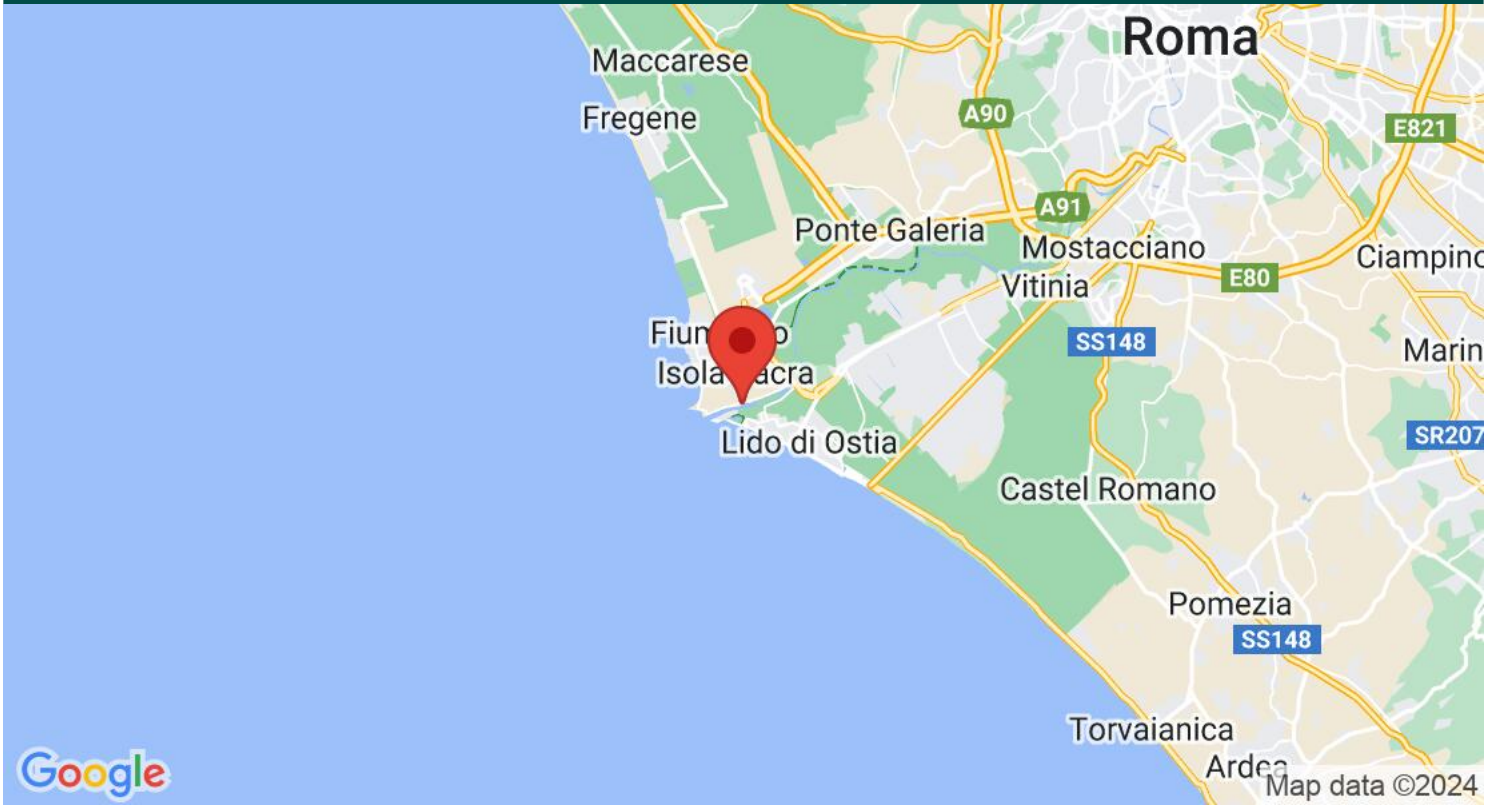 Roma
Maccarese
Fregene
A90
E821
A91
Ponte Galeria
Mostacciano
Ciampino
Vitinia
E80
SS148
Marin
Isola
Lido di Ostia
SR207
Castel Romano
Pomezia
SS148
Torvaianica
Ardea
Google
Map data ©2024